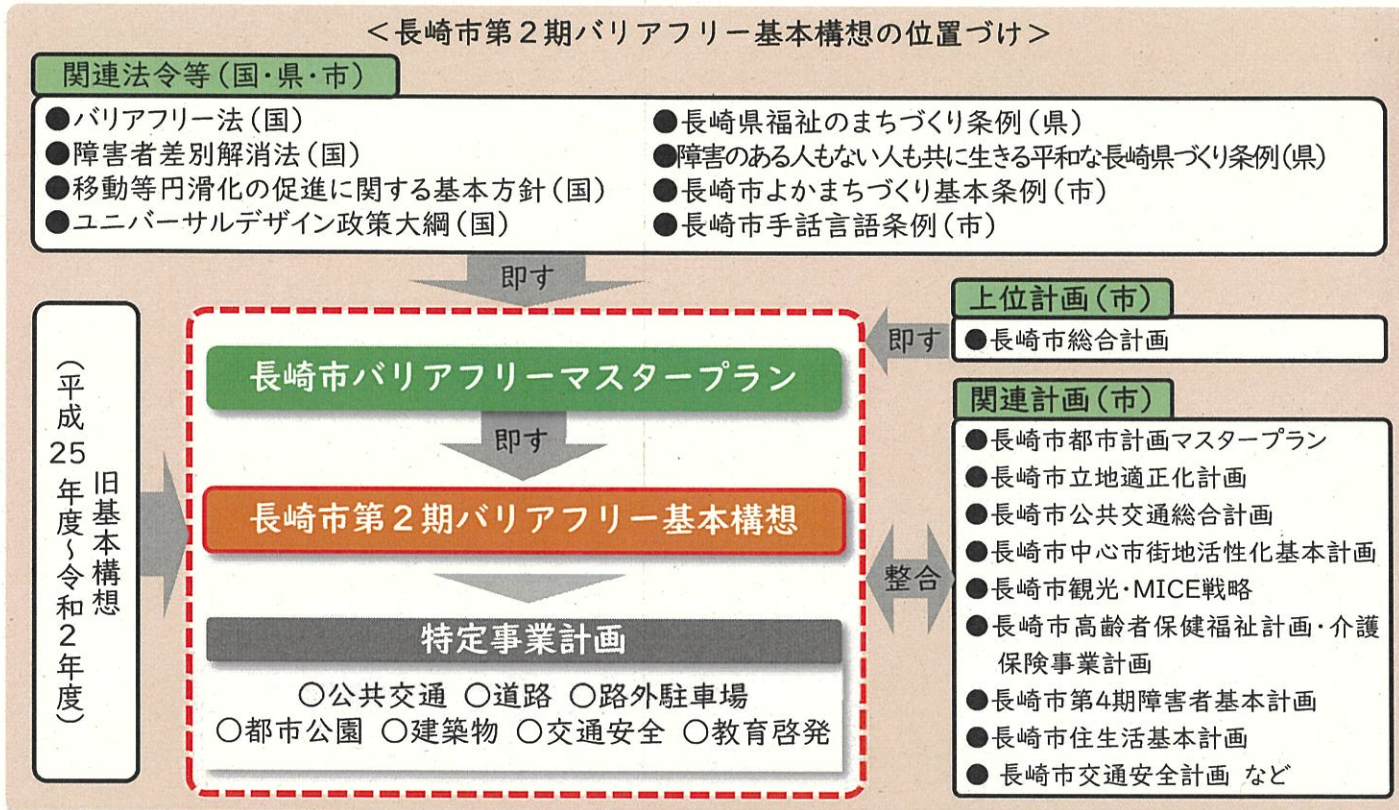 ＜長崎市第2期バリアフリー基本構想の位置づけ＞
関連法令等(国・県・市)
●バリアフリー法(国)
●障害者差別解消法(国)
●移動等円滑化の促進に関する基本方針(国)
●ユニバーサルデザイン政策大綱(国)
●長崎県福祉のまちづくり条例(県)
●障害のある人もない人も共に生きる平和な長崎県づくり条例(県)
●長崎市よかまちづくり基本条例(市)
●長崎市手話言語条例(市)
即す
旧基本構想
(平成25年度～令和2年度)
長崎市バリアフリーマスタープラン
即す
長崎市第2期バリアフリー基本構想
特定事業計画
○公共交通 ○道路 ○路外駐車場
○都市公園 ○建築物 ○交通安全 ○教育啓発
即す
上位計画(市)
●長崎市総合計画
整合
関連計画(市)
●長崎市都市計画マスタープラン
●長崎市立地適正化計画
●長崎市公共交通総合計画
●長崎市中心市街地活性化基本計画
●長崎市観光・MICE戦略
●長崎市高齢者保健福祉計画・介護
保険事業計画
●長崎市第4期障害者基本計画
●長崎市住生活基本計画
● 長崎市交通安全計画 など